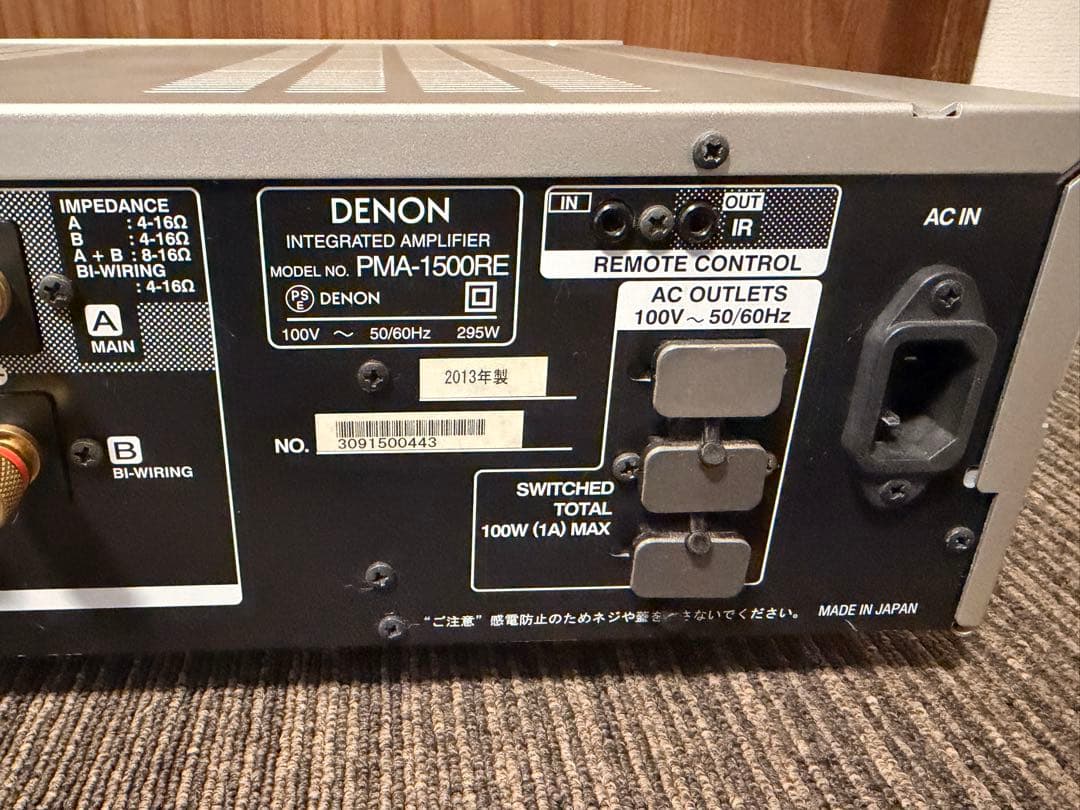 IMPEDANCE
A : 4-16Ω
B : 4-16Ω
A + B : 8-16Ω
BI-WIRING
: 4-16Ω
A
MAIN
B
BI-WIRING
DENON
INTEGRATED AMPLIFIER
MODEL NO. PMA-1500RE
PS E DENON
100V ～ 50/60Hz 295W
2013年製
NO. 3091500443
IN OUT
IR
REMOTE CONTROL
AC OUTLETS
100V～ 50/60Hz
SWITCHED
TOTAL
100W (1A) MAX
AC IN
“ご注意” 感電防止のためネジや蓋を さないでください。
MADE IN JAPAN